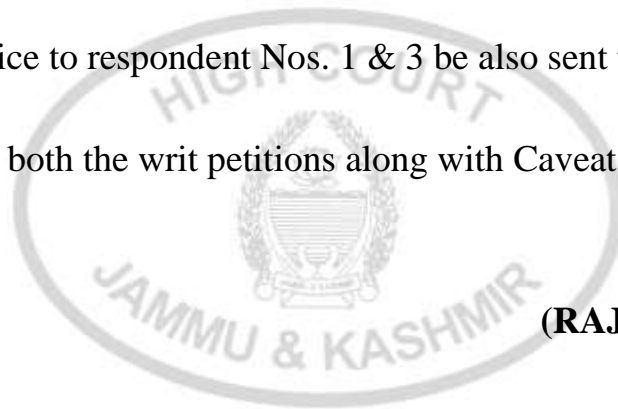 ice to respondent Nos. 1 & 3 be also sent
HIGH COURT
both the writ petitions along with Caveat
JAMMU & KASHMIR
(RAJ